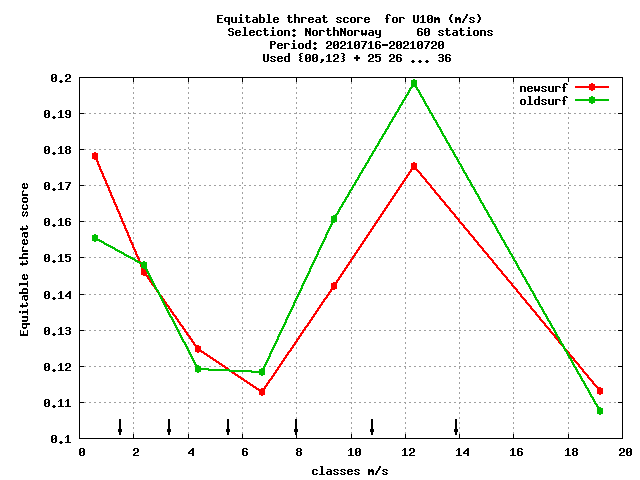 Equitable threat score  for U10m (m/s)
Selection: NorthNorway     60 stations
Period: 20210716-20210720
Used {00,12} + 25 26 ... 36
newsurf
oldsurf
0.2
0.19
0.18
0.17
0.16
0.15
0.14
0.13
0.12
0.11
0.1
Equitable threat score
0 2 4 6 8 10 12 14 16 18 20
classes m/s